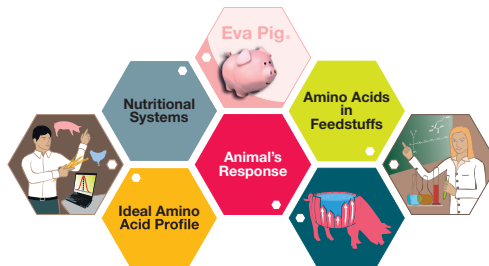 Eva Pig®
Nutritional
Systems
Amino Acids
in
Feedstuffs
Animal's
Response
Ideal Amino
Acid Profile